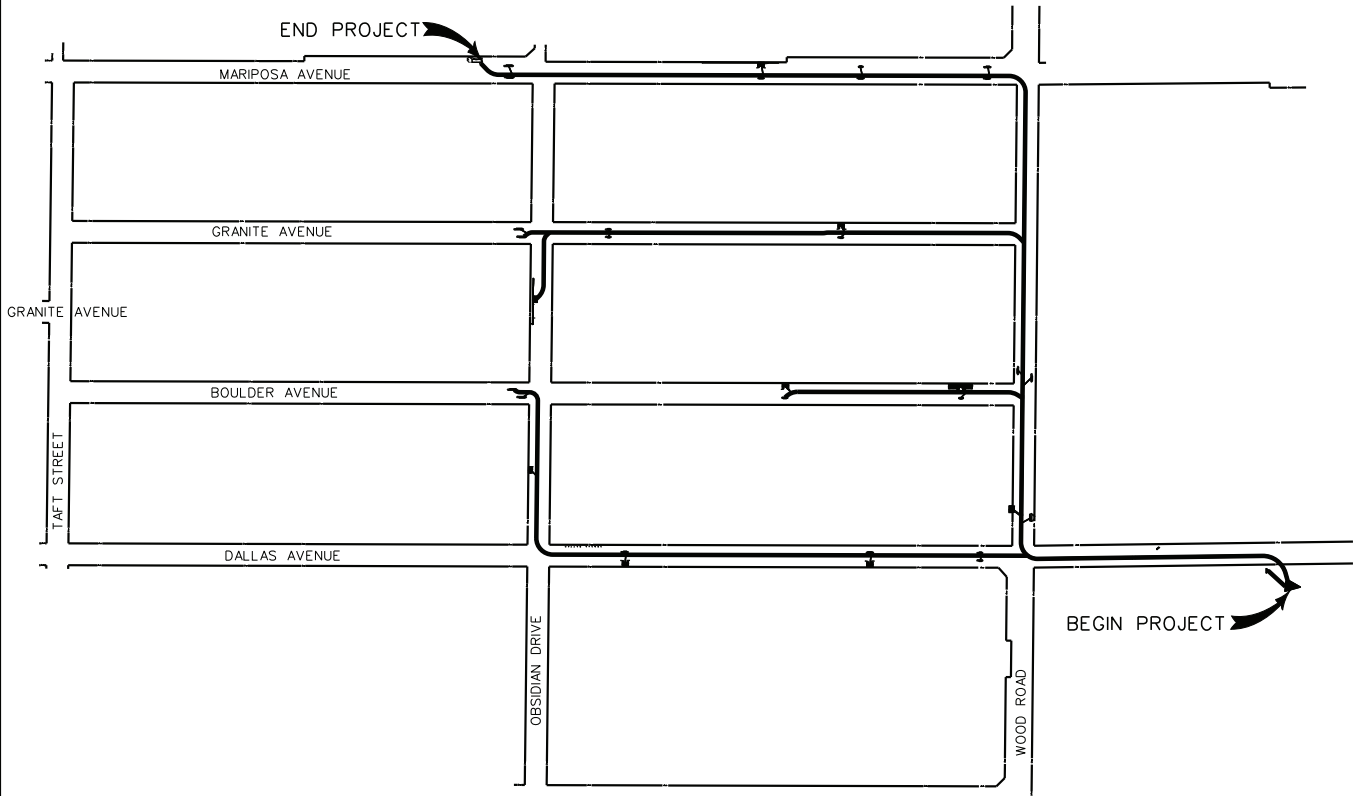 END PROJECT
MARIPOSA AVENUE
GRANITE AVENUE
GRANITE AVENUE
BOULDER AVENUE
TAFT STREET
DALLAS AVENUE
BEGIN PROJECT
OBSIDIAN DRIVE
WOOD ROAD